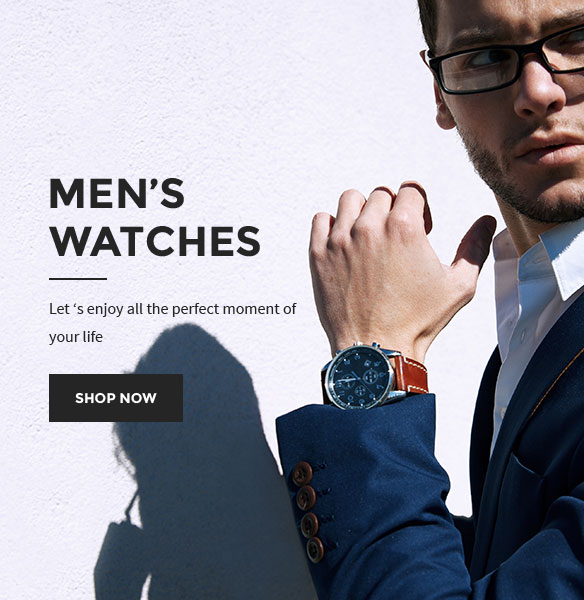 MEN’S
WATCHES
Let ‘s enjoy all the perfect moment of
your life
SHOP NOW